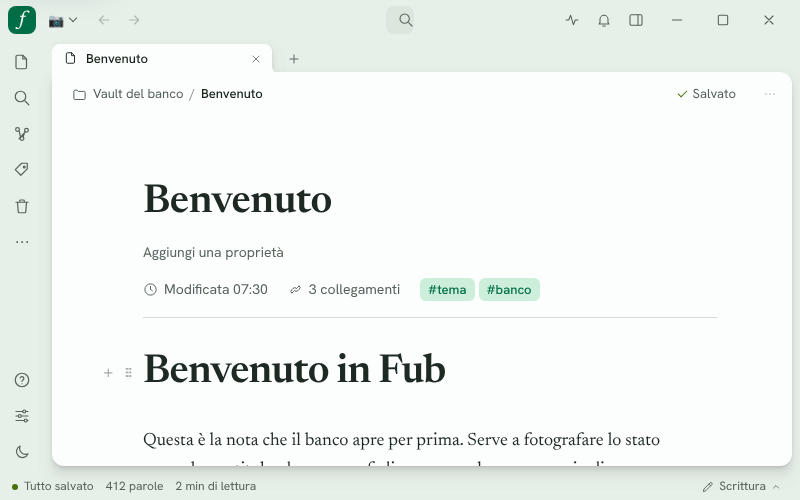 f
Benvenuto
Vault del banco / Benvenuto
Salvato
Benvenuto
Aggiungi una proprietà
Modificata 07:30
3 collegamenti
#tema
#banco
Benvenuto in Fub
Questa è la nota che il banco apre per prima. Serve a fotografare lo stato
Tutto salvato
412 parole
2 min di lettura
Scrittura